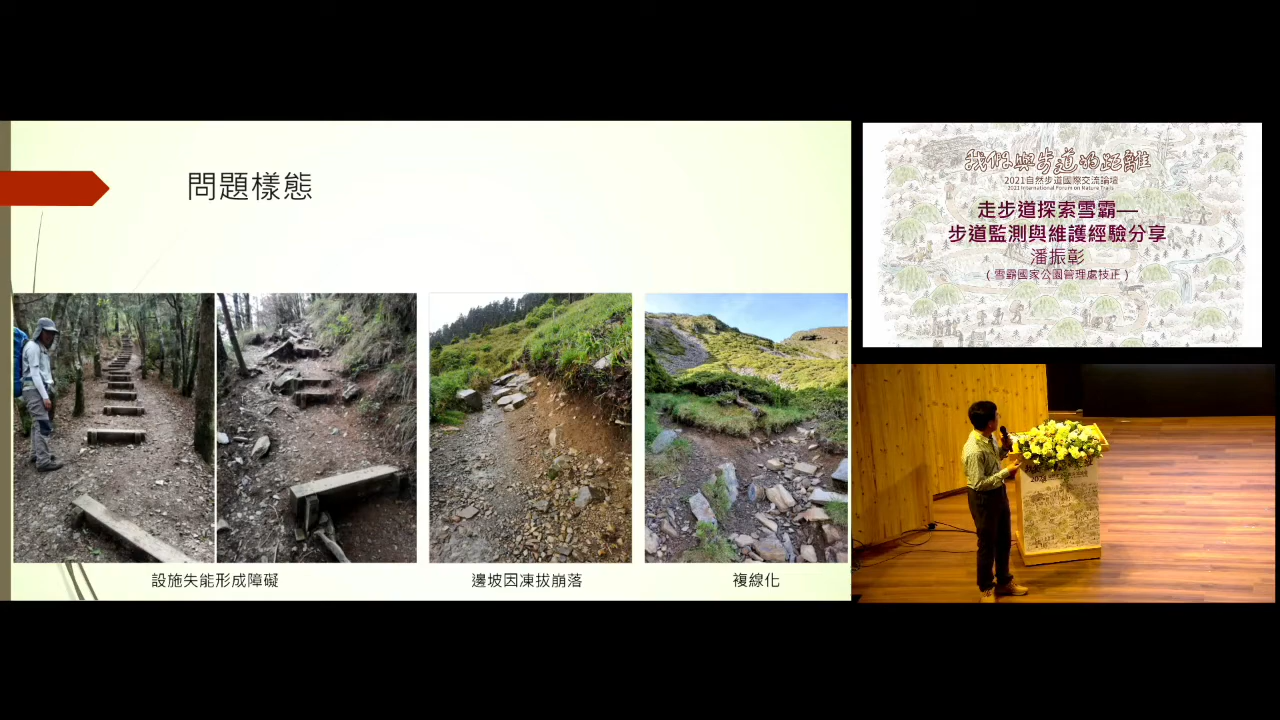 問題樣態
設施失能形成障礙
邊坡因凍拔崩落
複線化
我們與步道的距離
2021自然步道國際交流論壇
2021 International Forum on Nature Trails
走步道探索雪霸—
步道監測與維護經驗分享
潘振彰
（雪霸國家公園管理處技正）